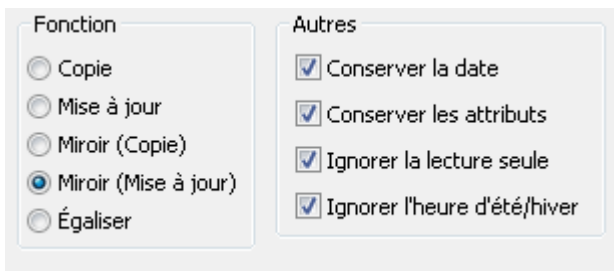 Fonction
Copie
Mise à jour
Miroir (Copie)
Miroir (Mise à jour)
Égaliser
Autres
Conserver la date
Conserver les attributs
Ignorer la lecture seule
Ignorer l'heure d'été/hiver